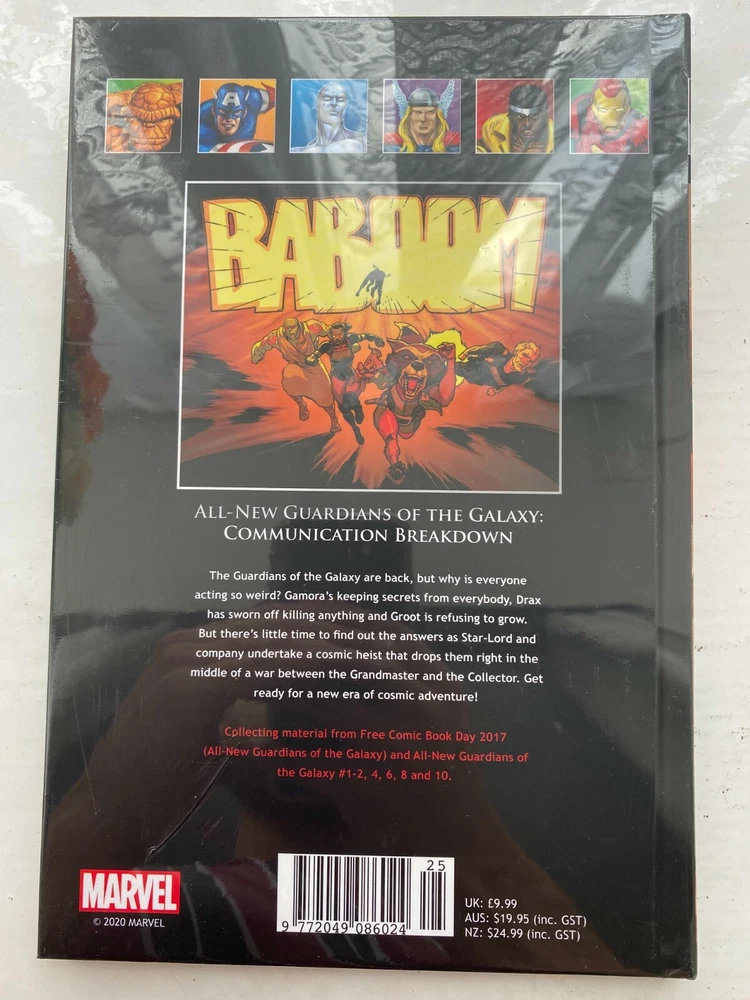 BABOOM
ALL-NEW GUARDIANS OF THE GALAXY:
COMMUNICATION BREAKDOWN
The Guardians of the Galaxy are back, but why is everyone
acting so weird? Gamora's keeping secrets from everybody, Drax
has sworn off killing anything and Groot is refusing to grow.
But there's little time to find out the answers as Star-Lord and
company undertake a cosmic heist that drops them right in the
middle of a war between the Grandmaster and the Collector. Get
ready for a new era of cosmic adventure!
Collecting material from Free Comic Book Day 2017
(All-New Guardians of the Galaxy) and All-New Guardians of
the Galaxy #1-2, 4, 6, 8 and 10.
MARVEL
© 2020 MARVEL
25
9 772049 086024
UK: £9.99
AUS: $19.95 (inc. GST)
NZ: $24.99 (inc. GST)